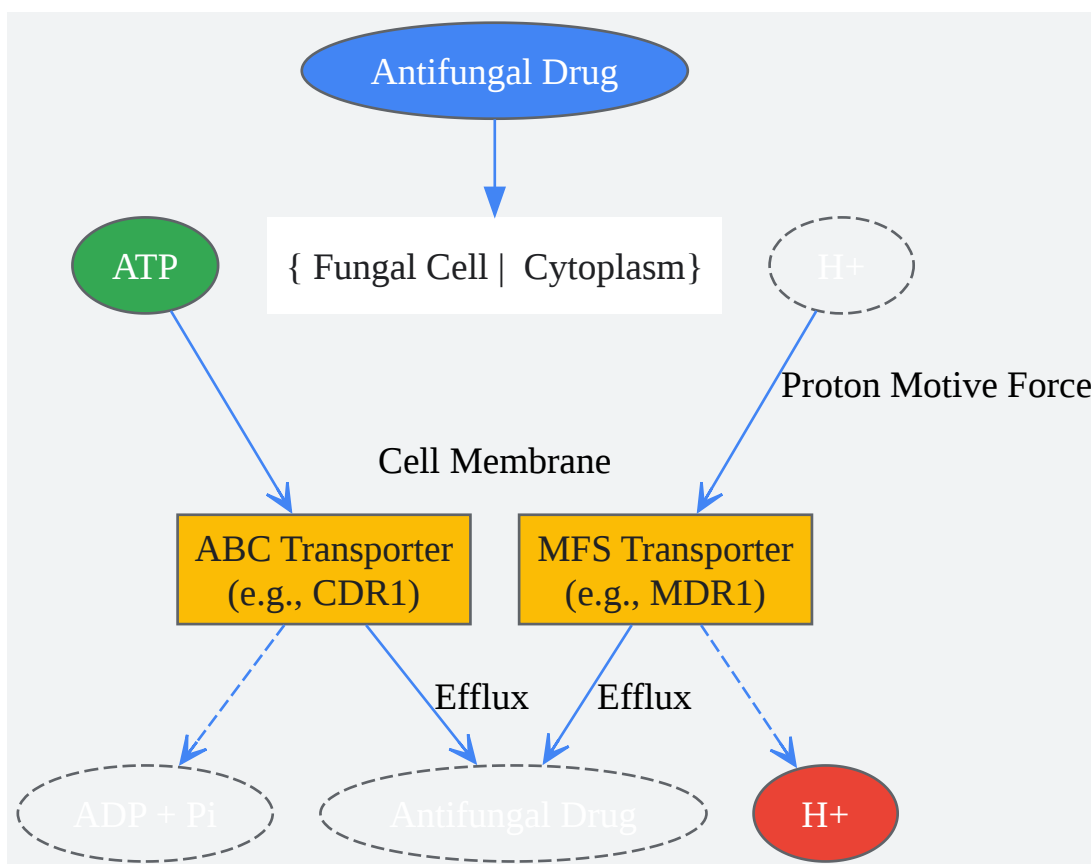 Antifungal Drug
ATP
{ Fungal Cell |  Cytoplasm}
H+
Proton Motive Force
Cell Membrane
ABC Transporter
(e.g., CDR1)
MFS Transporter
(e.g., MDR1)
Efflux
Efflux
ADP + Pi
Antifungal Drug
H+